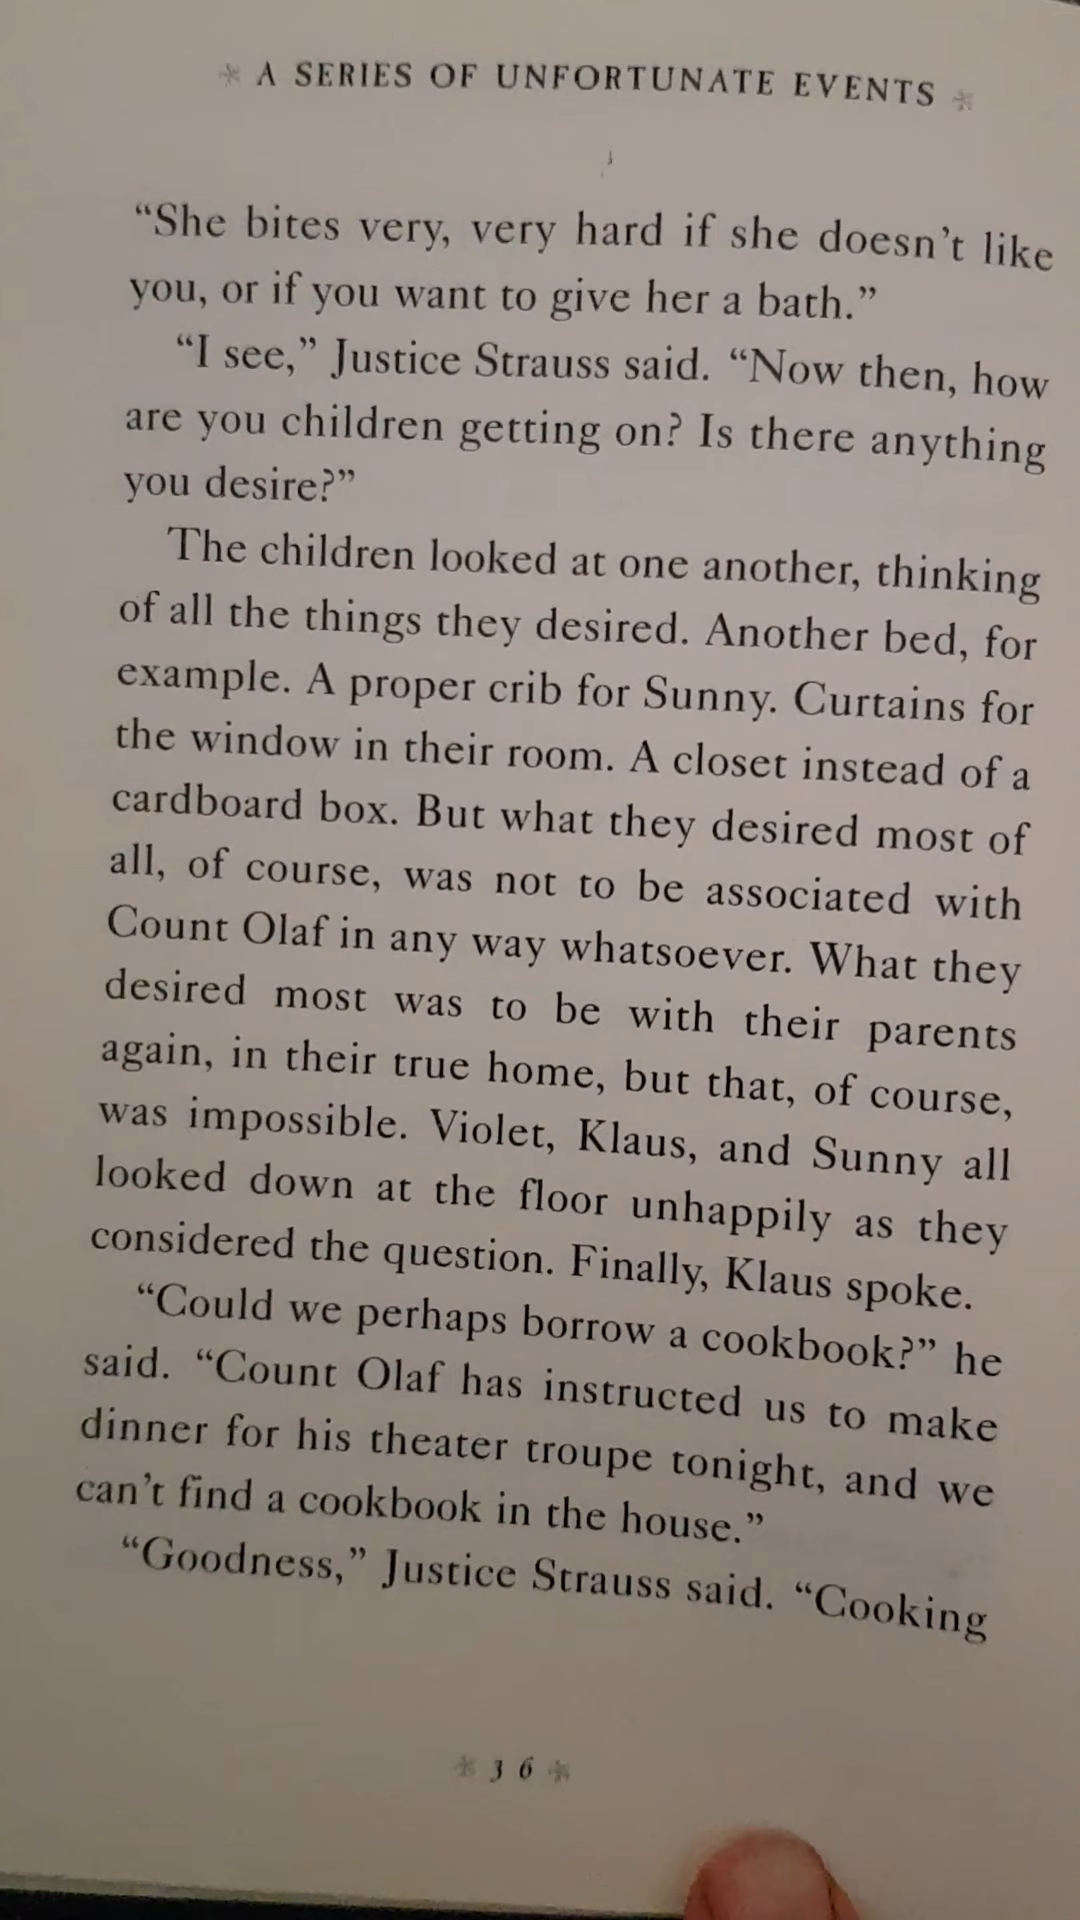 * A SERIES OF UNFORTUNATE EVENTS *
“She bites very, very hard if she doesn’t like
you, or if you want to give her a bath.”
“I see,” Justice Strauss said. “Now then, how
are you children getting on? Is there anything
you desire?”
The children looked at one another, thinking
of all the things they desired. Another bed, for
example. A proper crib for Sunny. Curtains for
the window in their room. A closet instead of a
cardboard box. But what they desired most of
all, of course, was not to be associated with
Count Olaf in any way whatsoever. What they
desired most was to be with their parents
again, in their true home, but that, of course,
was impossible. Violet, Klaus, and Sunny all
looked down at the floor unhappily as they
considered the question. Finally, Klaus spoke.
“Could we perhaps borrow a cookbook?” he
said. “Count Olaf has instructed us to make
dinner for his theater troupe tonight, and we
can’t find a cookbook in the house.”
“Goodness,” Justice Strauss said. “Cooking
* 36 *